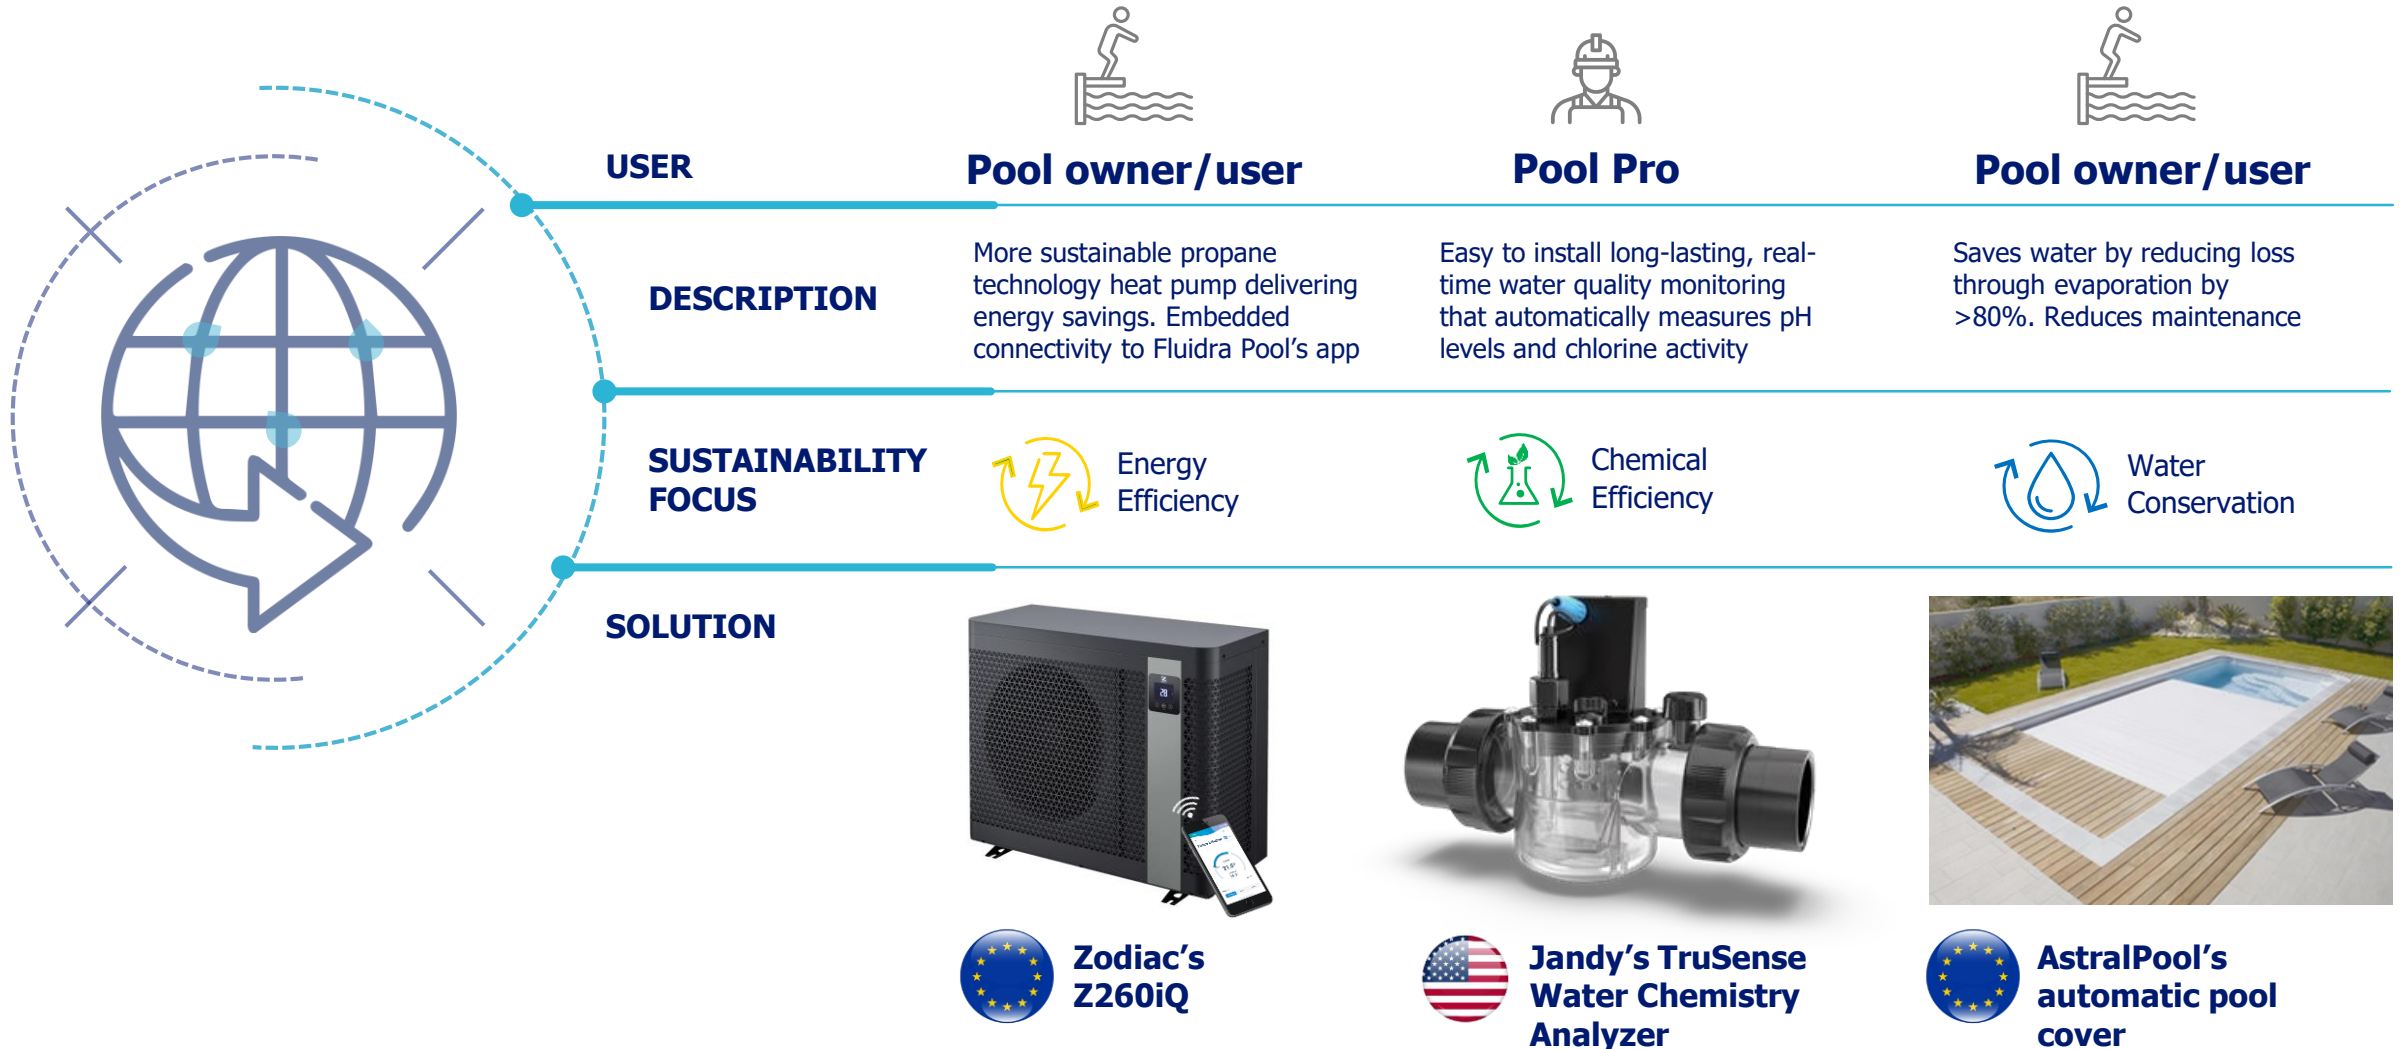 USER
Pool owner/user
Pool Pro
Pool owner/user
DESCRIPTION
More sustainable propane
technology heat pump delivering
energy savings. Embedded
connectivity to Fluidra Pool’s app
Easy to install long-lasting, real-
time water quality monitoring
that automatically measures pH
levels and chlorine activity
Saves water by reducing loss
through evaporation by
>80%. Reduces maintenance
SUSTAINABILITY
FOCUS
Energy
Efficiency
Chemical
Efficiency
Water
Conservation
SOLUTION
28
Zodiac’s
Z260iQ
Jandy’s TruSense
Water Chemistry
Analyzer
AstralPool’s
automatic pool
cover